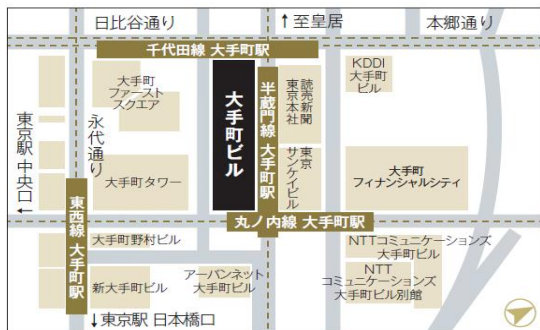 日比谷通り
↑至皇居
本郷通り
千代田線 大手町駅
大手町
ファースト
スクエア
大手町ビル
半蔵門線 大手町駅
読売新聞
東京本社
KDDI
大手町
ビル
東京駅 中央口
←
永代通り
大手町タワー
東京
サンケイビル
大手町
フィナンシャルシティ
東西線 大手町駅
丸ノ内線 大手町駅
大手町野村ビル
NTTコミュニケーションズ
大手町ビル
新大手町ビル
アーバンネット
大手町ビル
NTT
コミュニケーションズ
大手町ビル別館
↓東京駅 日本橋口